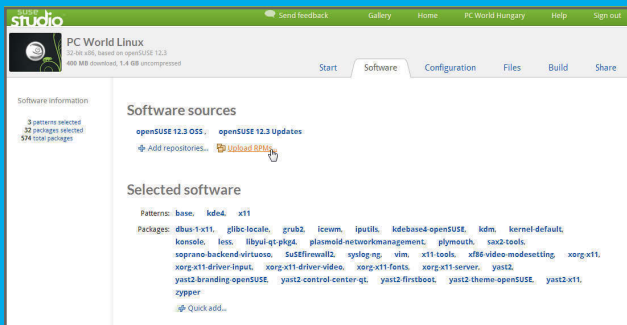 suse
studio
Send feedback Gallery Home PC World Hungary Help Sign out
PC World Linux
32-bit x86, based on openSUSE 12.3
400 MB download, 1.4 GB uncompressed
Start Software Configuration Files Build Share
Software information
3 patterns selected
32 packages selected
574 total packages
Software sources
openSUSE 12.3 OSS, openSUSE 12.3 Updates
Add repositories... Upload RPMs...
Selected software
Patterns: base, kde4, x11
Packages: dbus-1-x11, glibc-locale, grub2, icewm, iputils, kdebase4-openSUSE, kdm, kernel-default,
konsole, less, libyui-qt-pkg4, plasmoid-networkmanagement, plymouth, sax2-tools,
soprano-backend-virtuoso, SuSEfirewall2, syslog-ng, vim, x11-tools, xf86-video-modesetting, xorg-x11,
xorg-x11-driver-input, xorg-x11-driver-video, xorg-x11-fonts, xorg-x11-server, yast2,
yast2-branding-openSUSE, yast2-control-center-qt, yast2-firstboot, yast2-theme-openSUSE, yast2-x11,
zypper
Quick add...